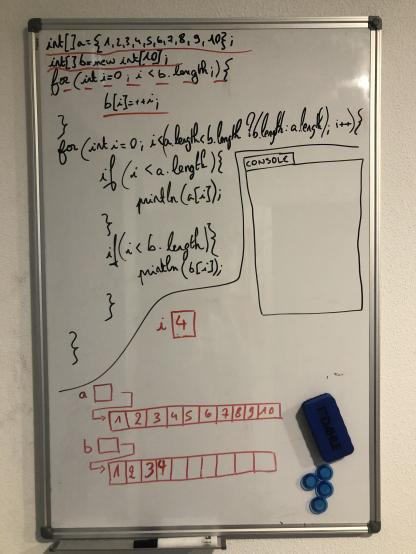 int[] a = {1,2,3,4,5,6,7,8,9,10};
int[] b = new int[10];
for (int i=0; i < b.length;){
b[i]=++i;
}
for (int i=0; i<(a.length<b.length ? b.length : a.length); i++){
if (i < a.length){
println(a[i]);
}
if (i < b.length){
println(b[i]);
}
}
CONSOLE
i 4
a
1 2 3 4 5 6 7 8 9 10
b
1 2 3 4